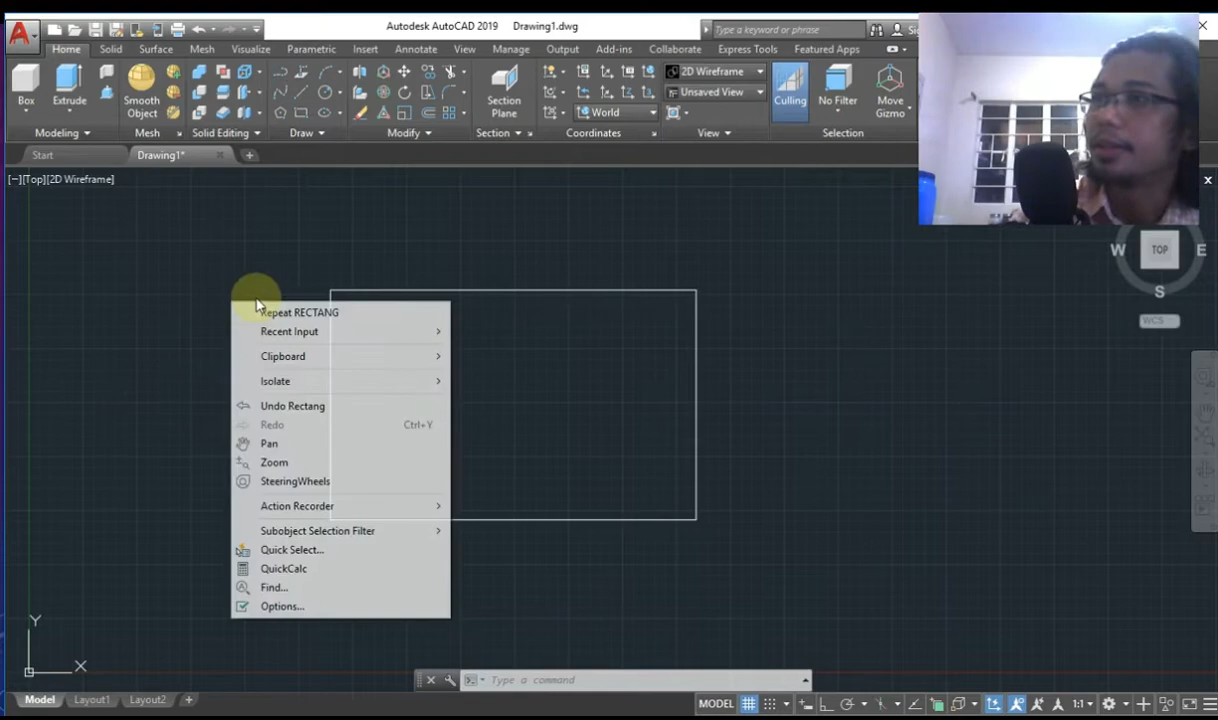 A
Autodesk AutoCAD 2019 Drawing1.dwg
Type a keyword or phrase
Home Solid Surface Mesh Visualize Parametric Insert Annotate View Manage Output Add-ins Collaborate Express Tools Featured Apps
Box
Extrude
Smooth
Object
Section
Plane
2D Wireframe
Unsaved View
World
Culling
No Filter
Move
Gizmo
Modeling Mesh Solid Editing Draw Modify Section Coordinates View Selection
Start Drawing1*
[−][Top][2D Wireframe]
W TOP E
S
WCS
Repeat RECTANG
Recent Input
Clipboard
Isolate
Undo Rectang
Redo Ctrl+Y
Pan
Zoom
SteeringWheels
Action Recorder
Subobject Selection Filter
Quick Select...
QuickCalc
Find...
Options...
Y
X
Type a command
Model Layout1 Layout2
MODEL 1:1